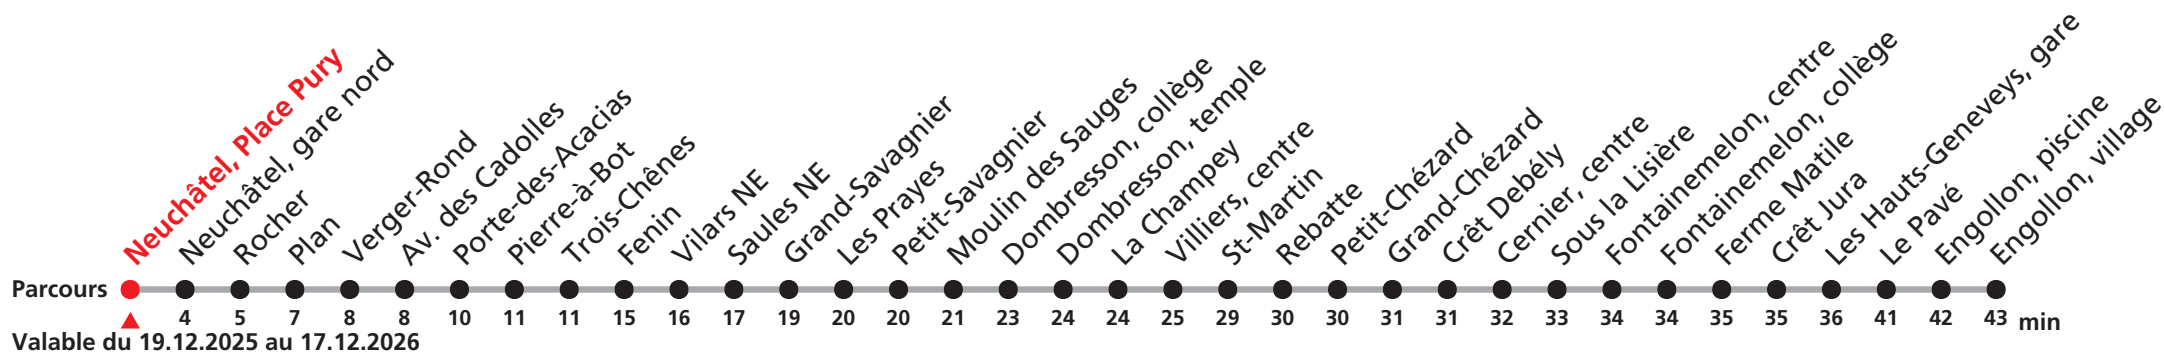 Neuchâtel, Place Pury
Neuchâtel, gare nord
Rocher
Plan
Verger-Rond
Av. des Cadolles
Porte-des-Acacias
Pierre-à-Bot
Trois-Chênes
Fenin
Vilars NE
Saules NE
Grand-Savagnier
Les Prayes
Petit-Savagnier
Moulin des Sauges
Dombresson, collège
Dombresson, temple
La Champey
Villiers, centre
St-Martin
Rebatte
Petit-Chézard
Grand-Chézard
Crêt Debély
Cernier, centre
Sous la Lisière
Fontainemelon, centre
Fontainemelon, collège
Ferme Matile
Crêt Jura
Les Hauts-Geneveys, gare
Le Pavé
Engollon, piscine
Engollon, village
Parcours
4 5 7 8 8 10 11 11 15 16 17 19 20 20 21 23 24 24 25 29 30 30 31 31 32 33 34 34 35 35 36 41 42 43 min
Valable du 19.12.2025 au 17.12.2026